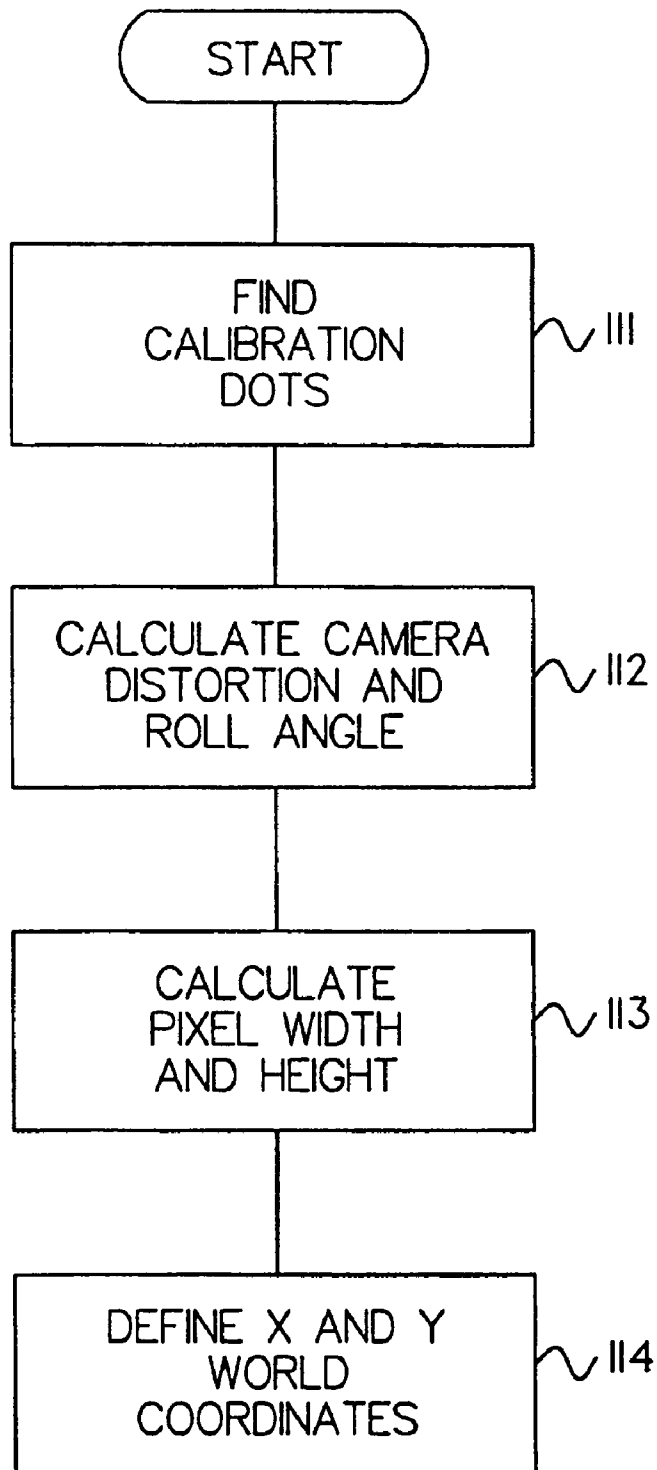 START
FIND
CALIBRATION
DOTS
111
CALCULATE CAMERA
DISTORTION AND
ROLL ANGLE
112
CALCULATE
PIXEL WIDTH
AND HEIGHT
113
DEFINE X AND Y
WORLD
COORDINATES
114